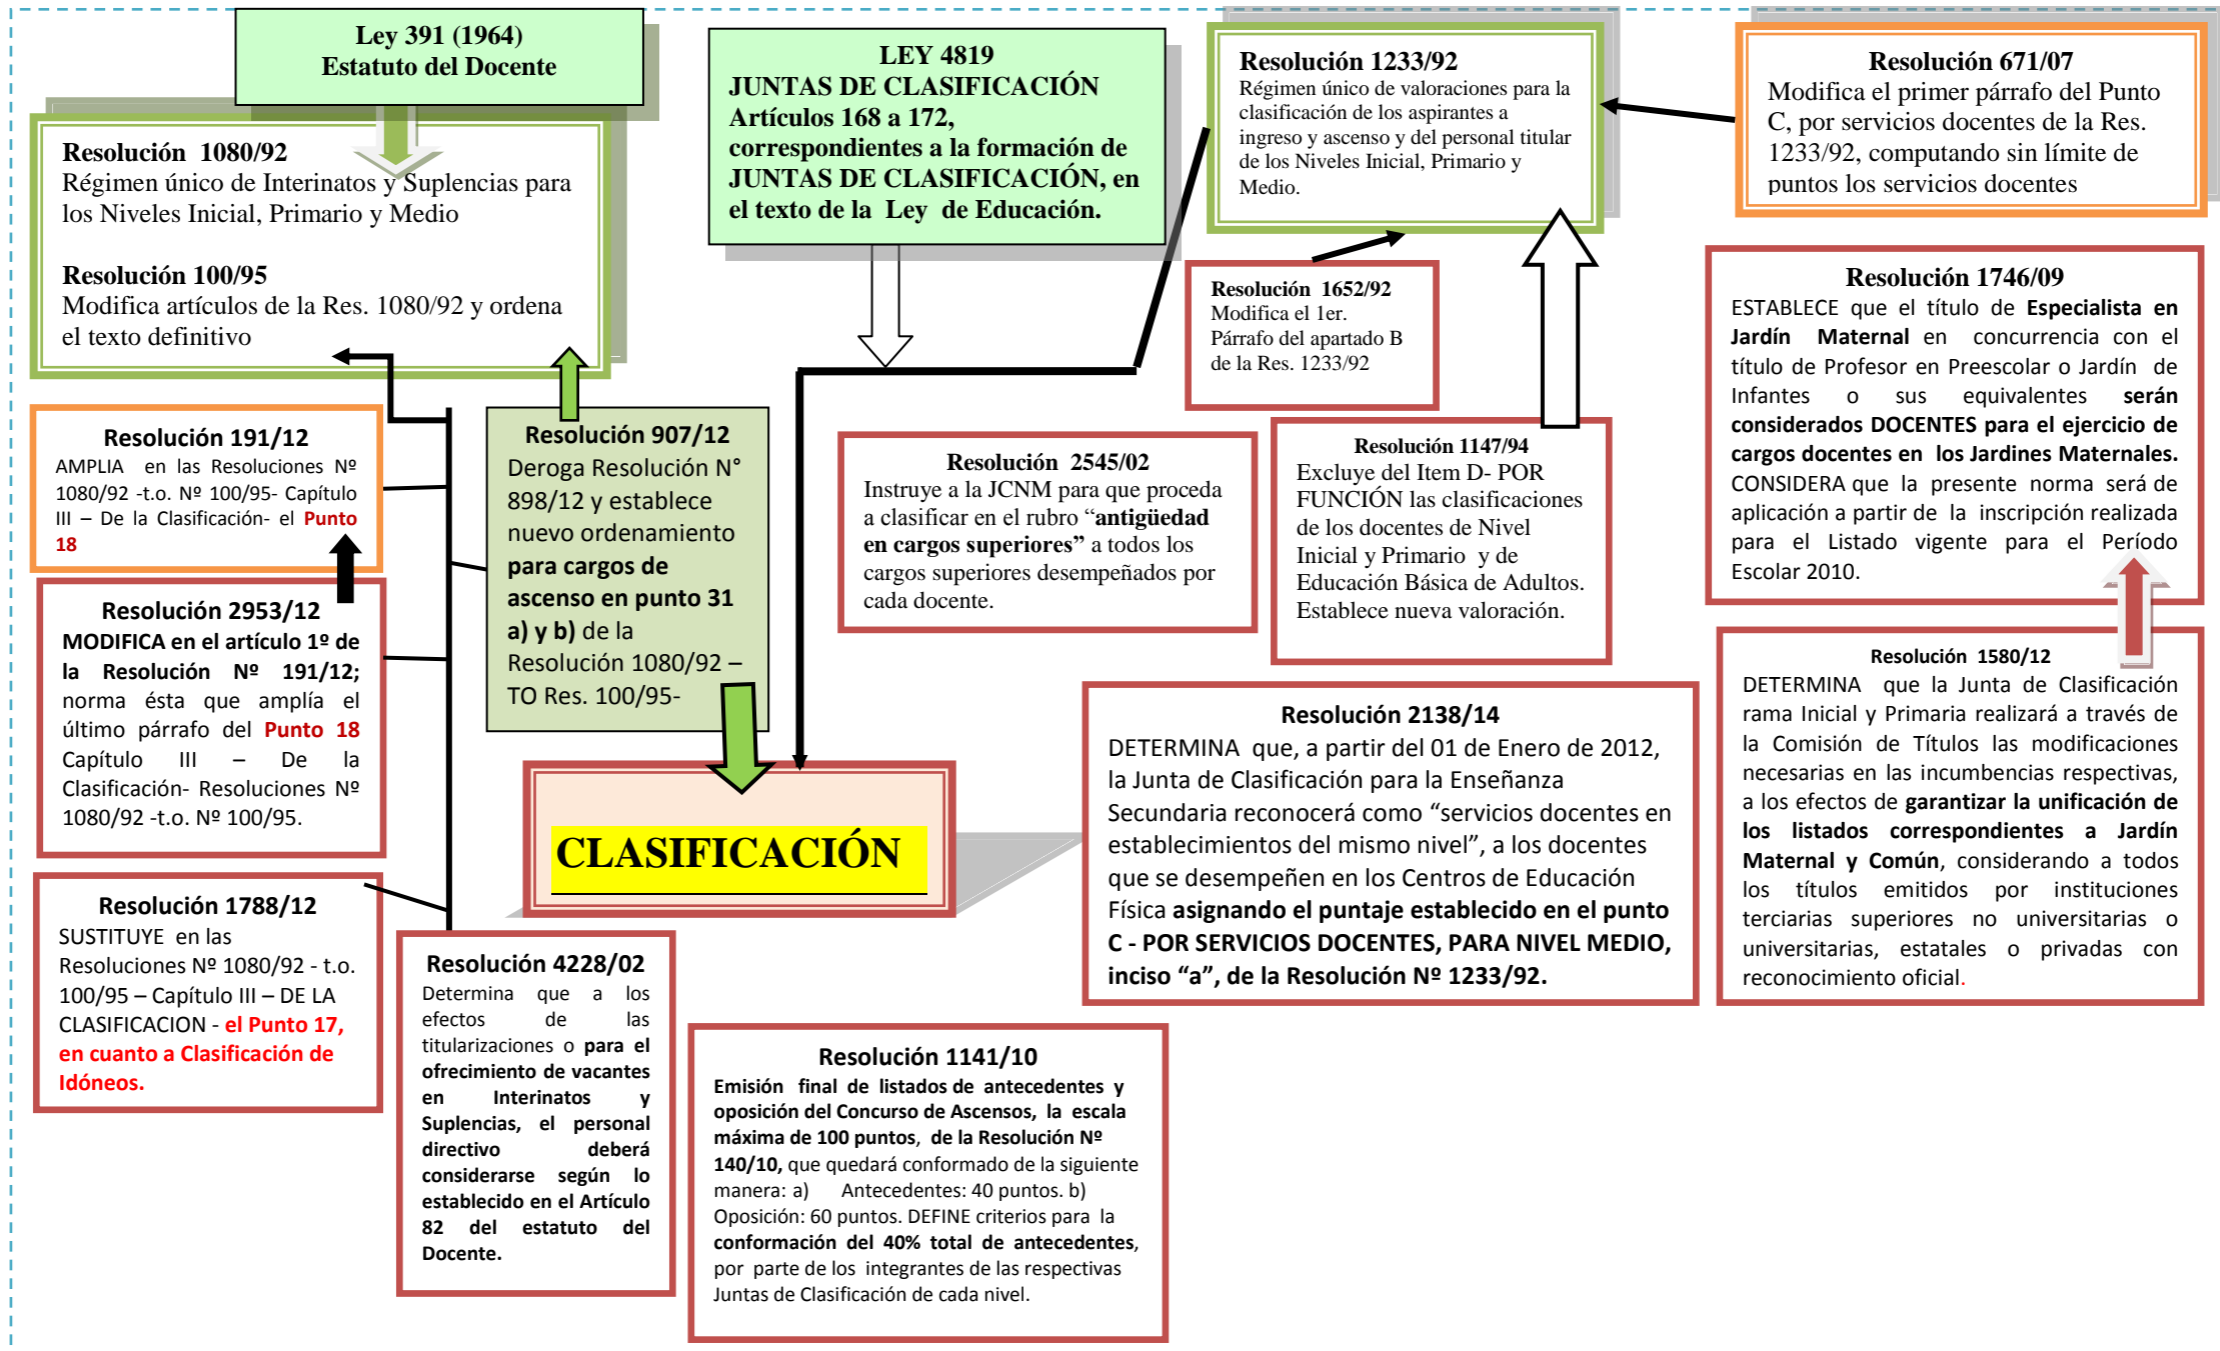 Ley 391 (1964)
Estatuto del Docente
Resolución 1080/92
Régimen único de Interinatos y Suplencias para
los Niveles Inicial, Primario y Medio
Resolución 100/95
Modifica artículos de la Res. 1080/92 y ordena
el texto definitivo
LEY 4819
JUNTAS DE CLASIFICACIÓN
Artículos 168 a 172,
correspondientes a la formación de
JUNTAS DE CLASIFICACIÓN, en
el texto de la Ley de Educación.
Resolución 1233/92
Régimen único de valoraciones para la
clasificación de los aspirantes a
ingreso y ascenso y del personal titular
de los Niveles Inicial, Primario y
Medio.
Resolución 671/07
Modifica el primer párrafo del Punto
C, por servicios docentes de la Res.
1233/92, computando sin límite de
puntos los servicios docentes
Resolución 1652/92
Modifica el 1er.
Párrafo del apartado B
de la Res. 1233/92
Resolución 1746/09
ESTABLECE que el título de Especialista en
Jardín Maternal en concurrencia con el
título de Profesor en Preescolar o Jardín de
Infantes o sus equivalentes serán
considerados DOCENTES para el ejercicio de
cargos docentes en los Jardines Maternales.
CONSIDERA que la presente norma será de
aplicación a partir de la inscripción realizada
para el Listado vigente para el Período
Escolar 2010.
Resolución 191/12
AMPLIA en las Resoluciones Nº
1080/92 -t.o. Nº 100/95- Capítulo
III – De la Clasificación- el Punto
18
Resolución 907/12
Deroga Resolución N°
898/12 y establece
nuevo ordenamiento
para cargos de
ascenso en punto 31
a) y b) de la
Resolución 1080/92 –
TO Res. 100/95-
Resolución 2545/02
Instruye a la JCNM para que proceda
a clasificar en el rubro “antigüedad
en cargos superiores” a todos los
cargos superiores desempeñados por
cada docente.
Resolución 1147/94
Excluye del Item D- POR
FUNCIÓN las clasificaciones
de los docentes de Nivel
Inicial y Primario y de
Educación Básica de Adultos.
Establece nueva valoración.
Resolución 2953/12
MODIFICA en el artículo 1º de
la Resolución Nº 191/12;
norma ésta que amplía el
último párrafo del Punto 18
Capítulo III – De la
Clasificación- Resoluciones Nº
1080/92 -t.o. Nº 100/95.
Resolución 1580/12
DETERMINA que la Junta de Clasificación
rama Inicial y Primaria realizará a través de
la Comisión de Títulos las modificaciones
necesarias en las incumbencias respectivas,
a los efectos de garantizar la unificación de
los listados correspondientes a Jardín
Maternal y Común, considerando a todos
los títulos emitidos por instituciones
terciarias superiores no universitarias o
universitarias, estatales o privadas con
reconocimiento oficial.
Resolución 2138/14
DETERMINA que, a partir del 01 de Enero de 2012,
la Junta de Clasificación para la Enseñanza
Secundaria reconocerá como “servicios docentes en
establecimientos del mismo nivel”, a los docentes
que se desempeñen en los Centros de Educación
Física asignando el puntaje establecido en el punto
C - POR SERVICIOS DOCENTES, PARA NIVEL MEDIO,
inciso “a”, de la Resolución Nº 1233/92.
CLASIFICACIÓN
Resolución 1788/12
SUSTITUYE en las
Resoluciones Nº 1080/92 - t.o.
100/95 – Capítulo III – DE LA
CLASIFICACION - el Punto 17,
en cuanto a Clasificación de
Idóneos.
Resolución 4228/02
Determina que a los
efectos de las
titularizaciones o para el
ofrecimiento de vacantes
en Interinatos y
Suplencias, el personal
directivo deberá
considerarse según lo
establecido en el Artículo
82 del estatuto del
Docente.
Resolución 1141/10
Emisión final de listados de antecedentes y
oposición del Concurso de Ascensos, la escala
máxima de 100 puntos, de la Resolución Nº
140/10, que quedará conformado de la siguiente
manera: a) Antecedentes: 40 puntos. b)
Oposición: 60 puntos. DEFINE criterios para la
conformación del 40% total de antecedentes,
por parte de los integrantes de las respectivas
Juntas de Clasificación de cada nivel.